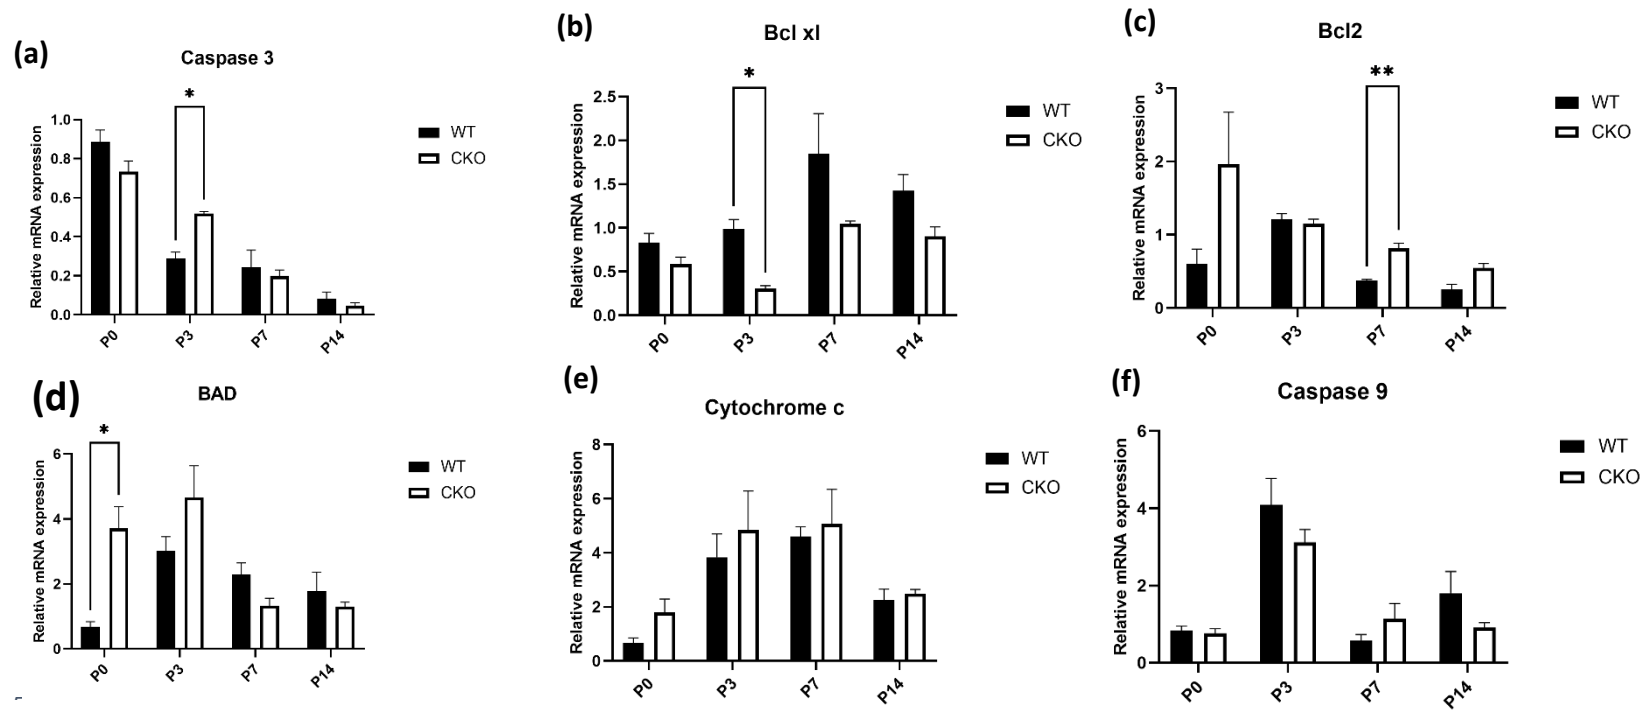 (a)
Caspase 3
*
Relative mRNA expression
1.0
0.8
0.6
0.4
0.2
0.0
P0
P3
P7
P14
WT
CKO
(b)
Bcl xl
*
Relative mRNA expression
2.5
2.0
1.5
1.0
0.5
0.0
P0
P3
P7
P14
WT
CKO
(c)
Bcl2
**
Relative mRNA expression
3
2
1
0
P0
P3
P7
P14
WT
CKO
(d)
BAD
*
Relative mRNA expression
6
4
2
0
P0
P3
P7
P14
WT
CKO
(e)
Cytochrome c
Relative mRNA expression
8
6
4
2
0
P0
P3
P7
P14
WT
CKO
(f)
Caspase 9
Relative mRNA expression
6
4
2
0
P0
P3
P7
P14
WT
CKO